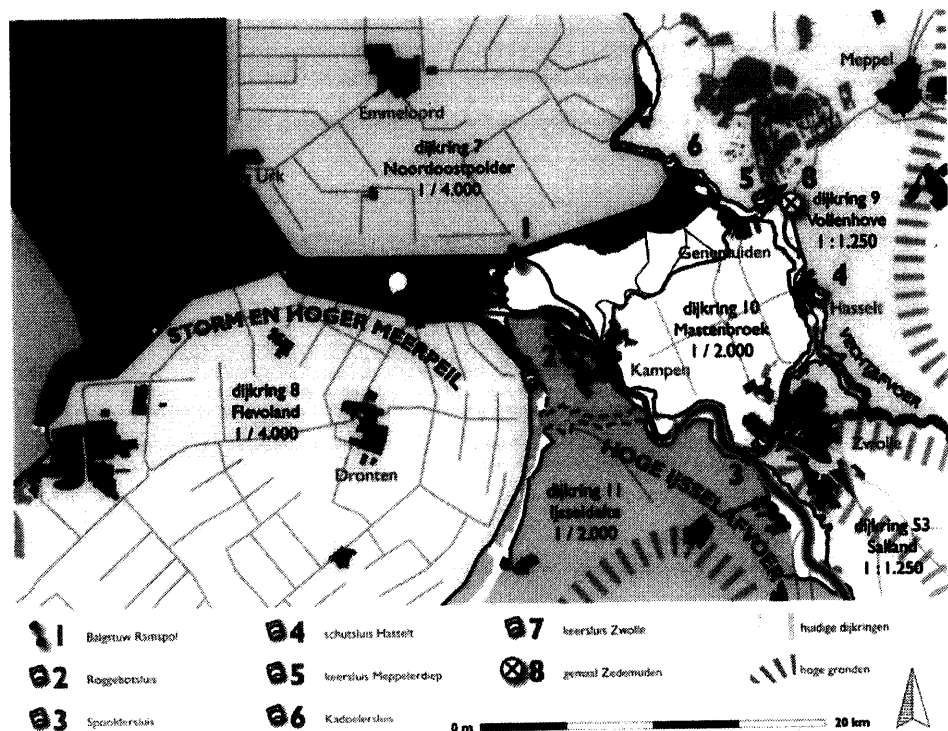 Meppel
Emmeloord
6
dijkring 7
Noordoostpolder
1 / 4.000
Urk
5
8
dijkring 9
Vollenhove
1 : 1.250
1
Genemuiden
4
Hasselt
STORM EN HOGER MEERPEIL
dijkring 10
Mastenbroek
1 / 2.000
VECHTAFVOER
2
Kampen
dijkring 8
Flevoland
1 / 4.000
Zwolle
Dronten
HOGE IJSSELAFVOER
3
dijkring 11
IJsseldelta
1 / 2.000
dijkring 53
Salland
1 : 1.250
1 Balgstuw Ramspol
2 Roggebotsluis
3 Spooldersluis
4 schutsluis Hasselt
5 keersluis Meppelerdiep
6 Kadoelersluis
7 keersluis Zwolle
8 gemaal Zedemuden
huidige dijkringen
hoge gronden
0 m
20 km